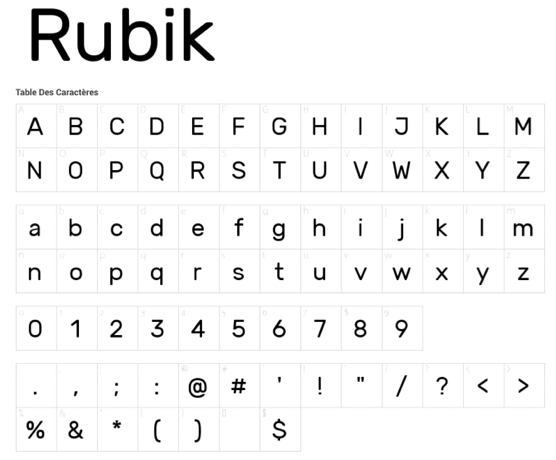 Rubik
Table Des Caractères
A B C D E F G H I J K L M
N O P Q R S T U V W X Y Z
a b c d e f g h i j k l m
n o p q r s t u v w x y z
0 1 2 3 4 5 6 7 8 9
. , ; : @ # ' ! " / ? < >
% & * ( ) $